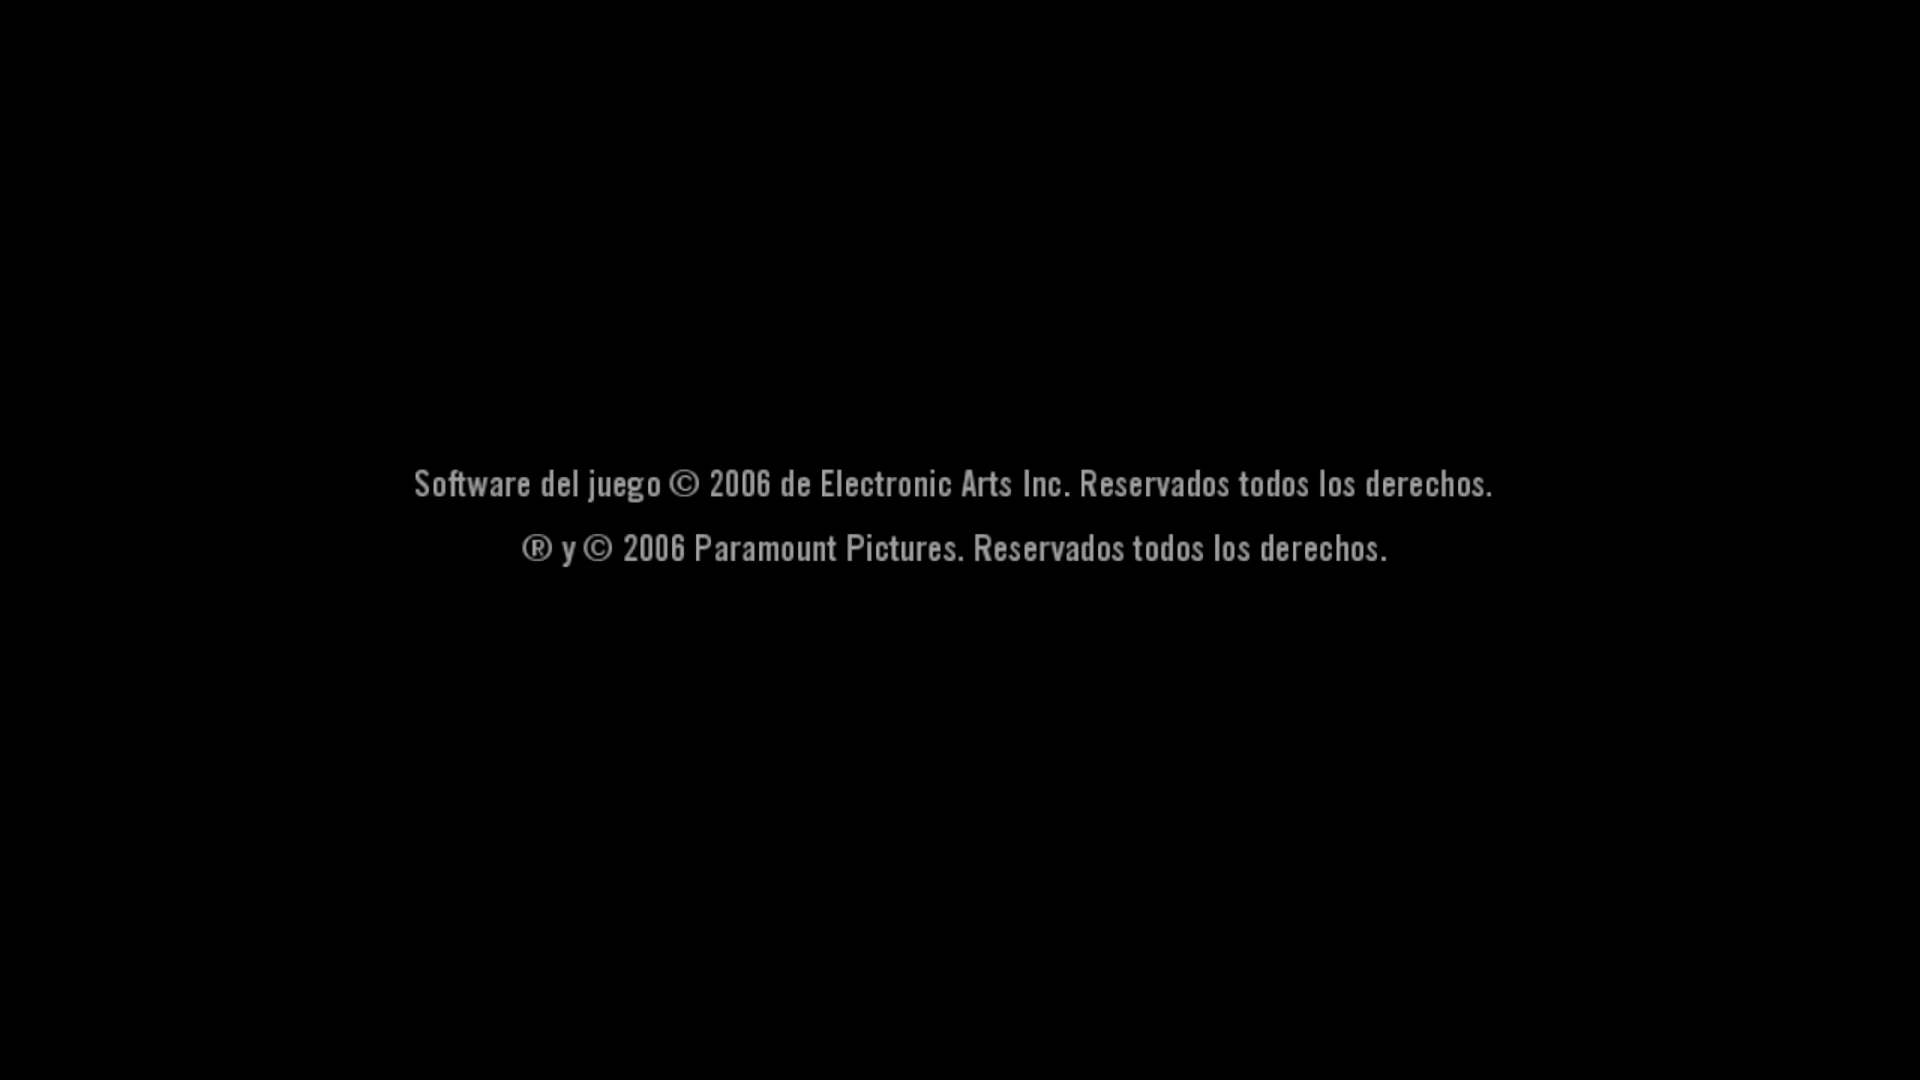 Software del juego © 2006 de Electronic Arts Inc. Reservados todos los derechos.
® y © 2006 Paramount Pictures. Reservados todos los derechos.